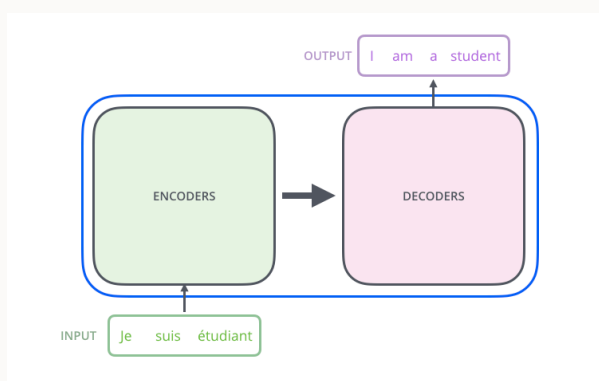 OUTPUT I am a student
ENCODERS DECODERS
INPUT Je suis étudiant